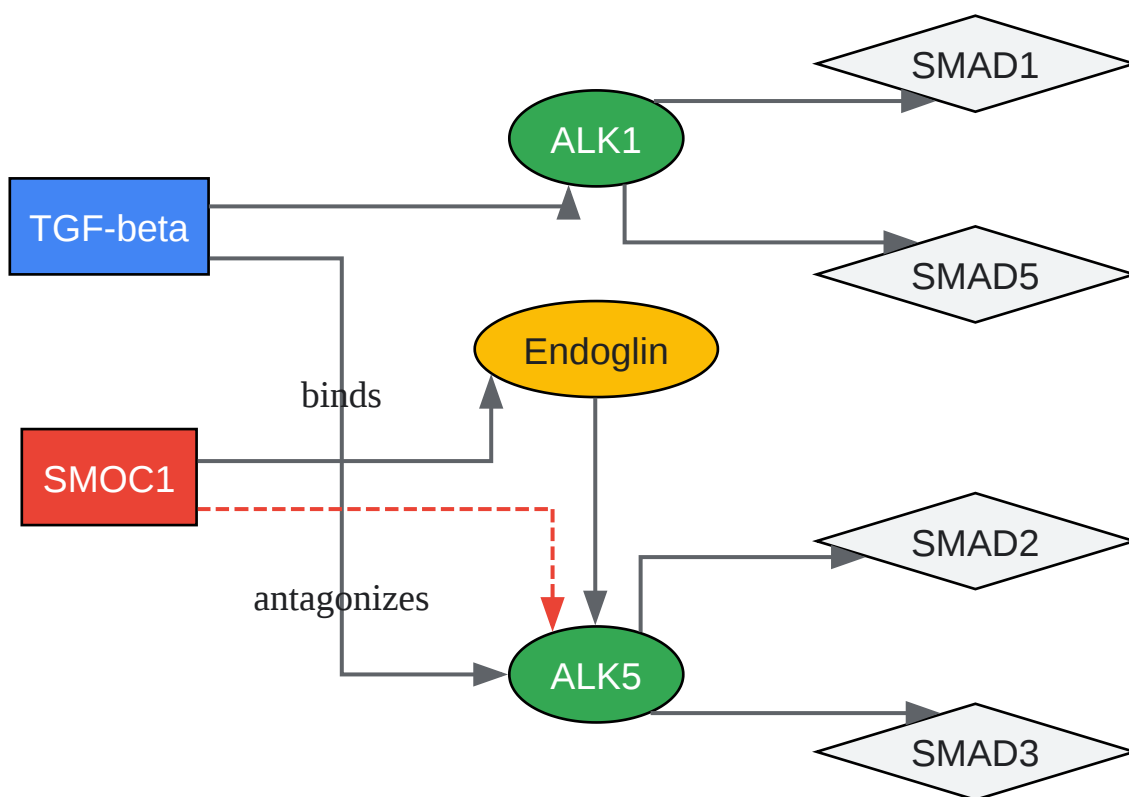 SMAD1
ALK1
TGF-beta
SMAD5
Endoglin
binds
SMOC1
SMAD2
antagonizes
ALK5
SMAD3